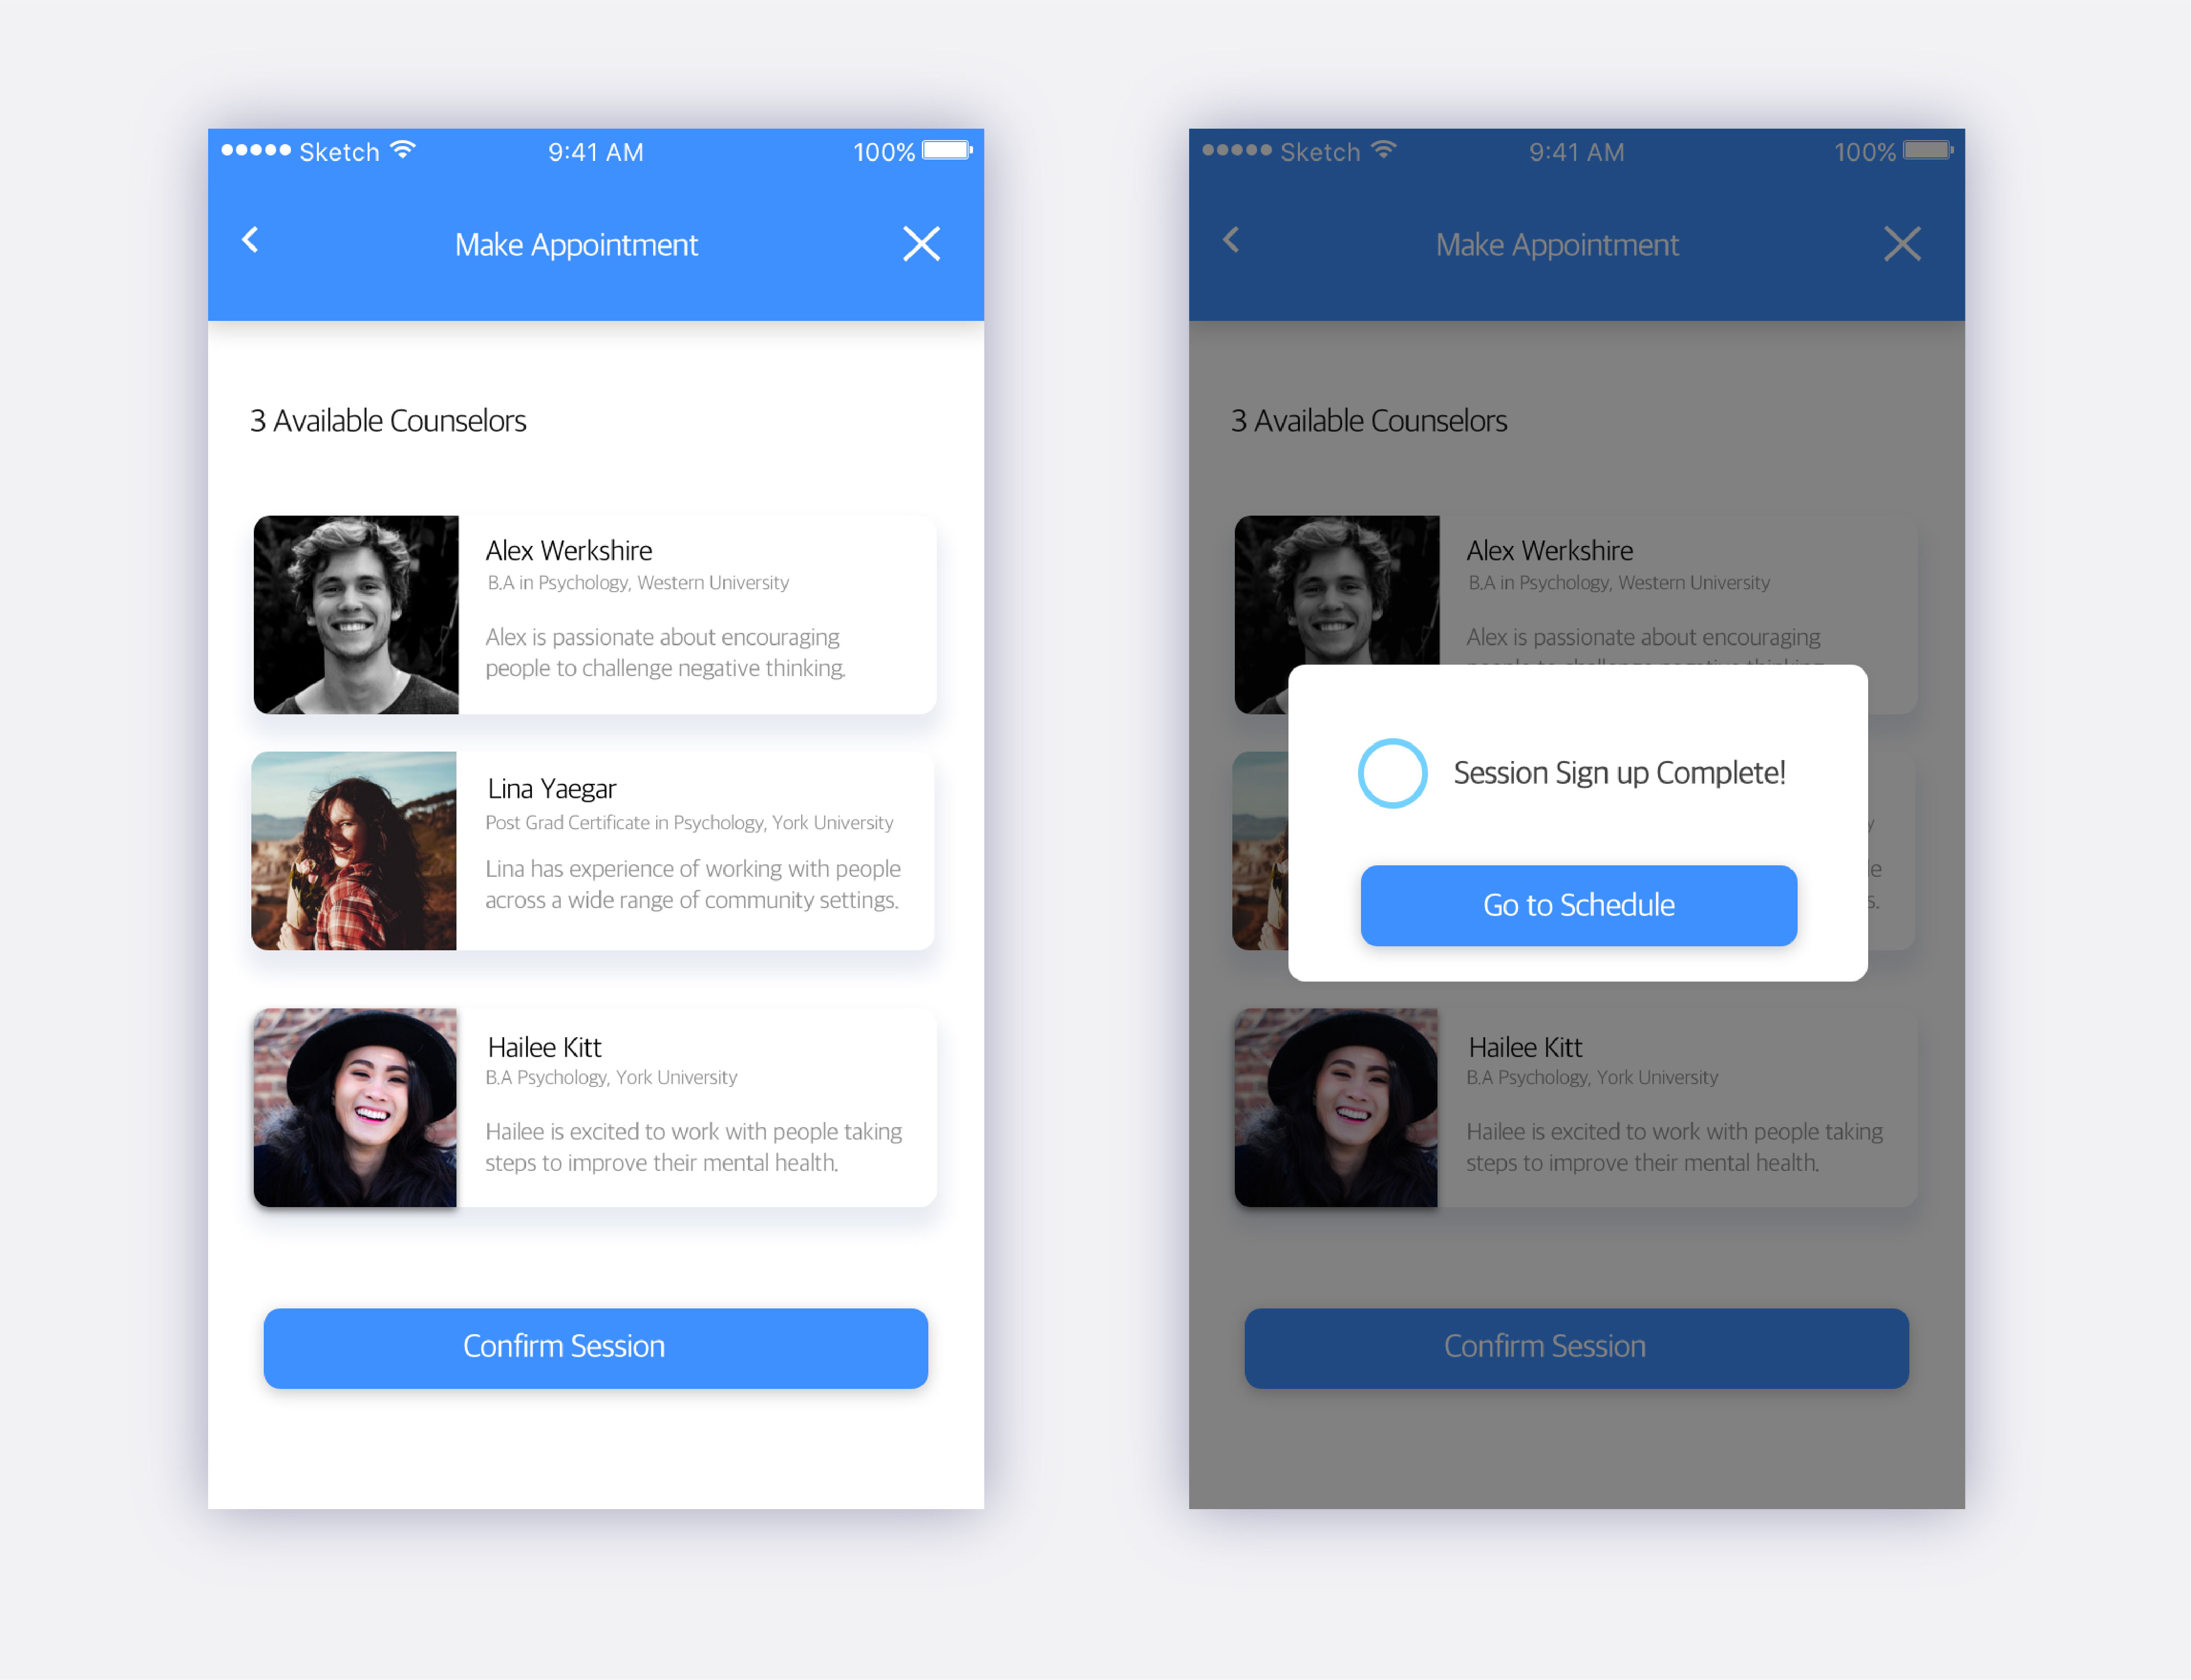 Sketch 9:41 AM 100%
Make Appointment
3 Available Counselors
Alex Werkshire
B.A in Psychology, Western University
Alex is passionate about encouraging
people to challenge negative thinking.
Lina Yaegar
Post Grad Certificate in Psychology, York University
Lina has experience of working with people
across a wide range of community settings.
Hailee Kitt
B.A Psychology, York University
Hailee is excited to work with people taking
steps to improve their mental health.
Confirm Session
Sketch 9:41 AM 100%
Make Appointment
3 Available Counselors
Alex Werkshire
B.A in Psychology, Western University
Alex is passionate about encouraging
Session Sign up Complete!
Go to Schedule
Hailee Kitt
B.A Psychology, York University
Hailee is excited to work with people taking
steps to improve their mental health.
Confirm Session